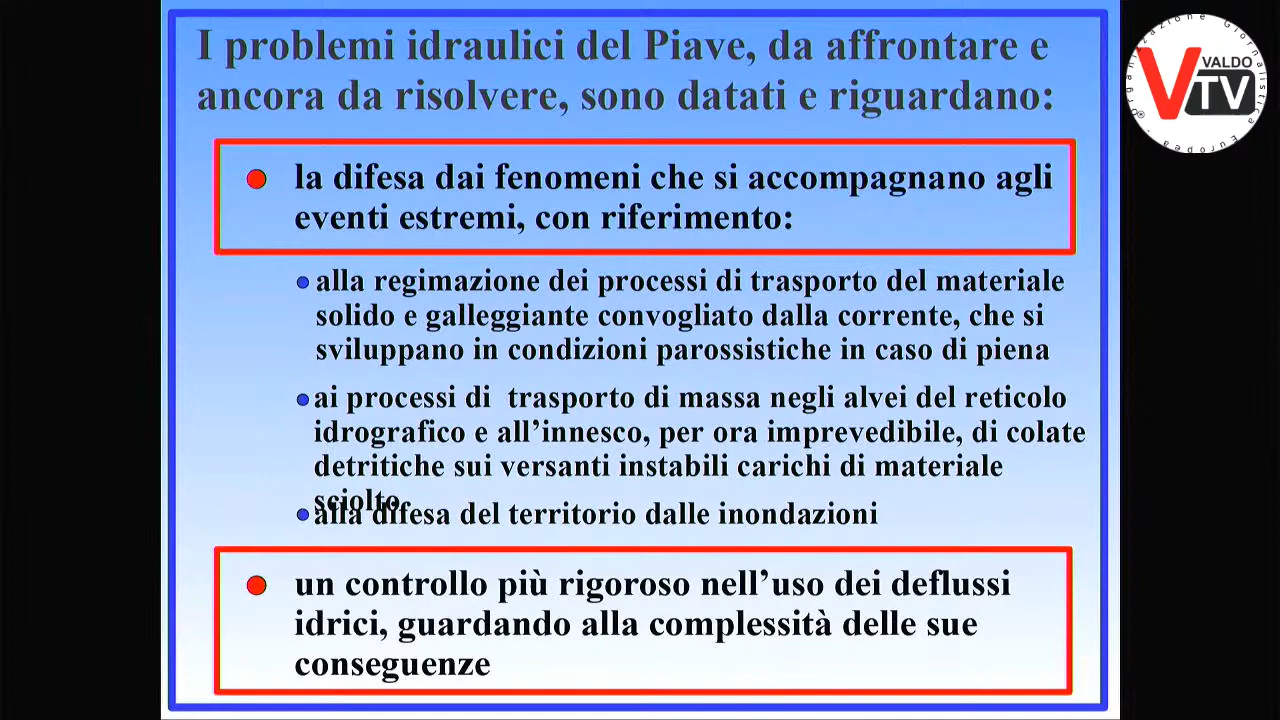 I problemi idraulici del Piave, da affrontare e
ancora da risolvere, sono datati e riguardano:
la difesa dai fenomeni che si accompagnano agli
eventi estremi, con riferimento:
alla regimazione dei processi di trasporto del materiale
solido e galleggiante convogliato dalla corrente, che si
sviluppano in condizioni parossistiche in caso di piena
ai processi di trasporto di massa negli alvei del reticolo
idrografico e all’innesco, per ora imprevedibile, di colate
detritiche sui versanti instabili carichi di materiale
sciolto
alla difesa del territorio dalle inondazioni
un controllo più rigoroso nell’uso dei deflussi
idrici, guardando alla complessità delle sue
conseguenze
VALDO
V TV
Organizzazione Giornalistica Europea